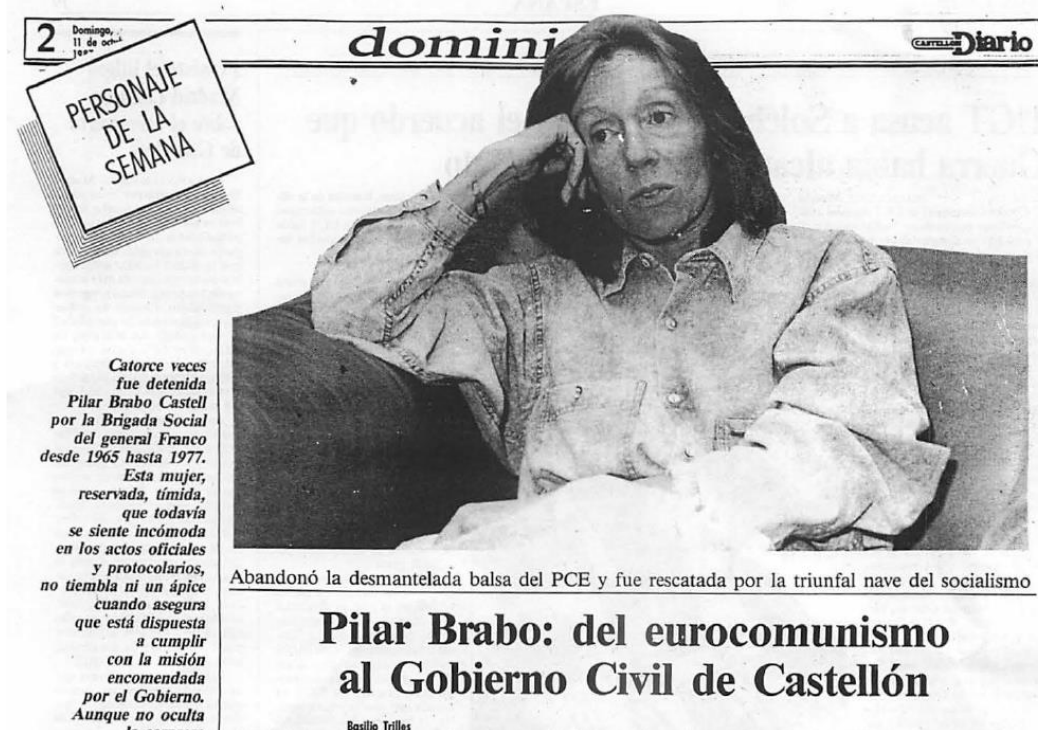 2
Domingo,
11 de
domini
CASTELLÓ Diario
PERSONAJE
DE LA
SEMANA
Catorce veces
fue detenida
Pilar Brabo Castell
por la Brigada Social
del general Franco
desde 1965 hasta 1977.
Esta mujer,
reservada, tímida,
que todavía
se siente incómoda
en los actos oficiales
y protocolarios,
no tiembla ni un ápice
cuando asegura
que está dispuesta
a cumplir
con la misión
encomendada
por el Gobierno.
Aunque no oculta
Abandonó la desmantelada balsa del PCE y fue rescatada por la triunfal nave del socialismo
Pilar Brabo: del eurocomunismo
al Gobierno Civil de Castellón
Basilio Trilles